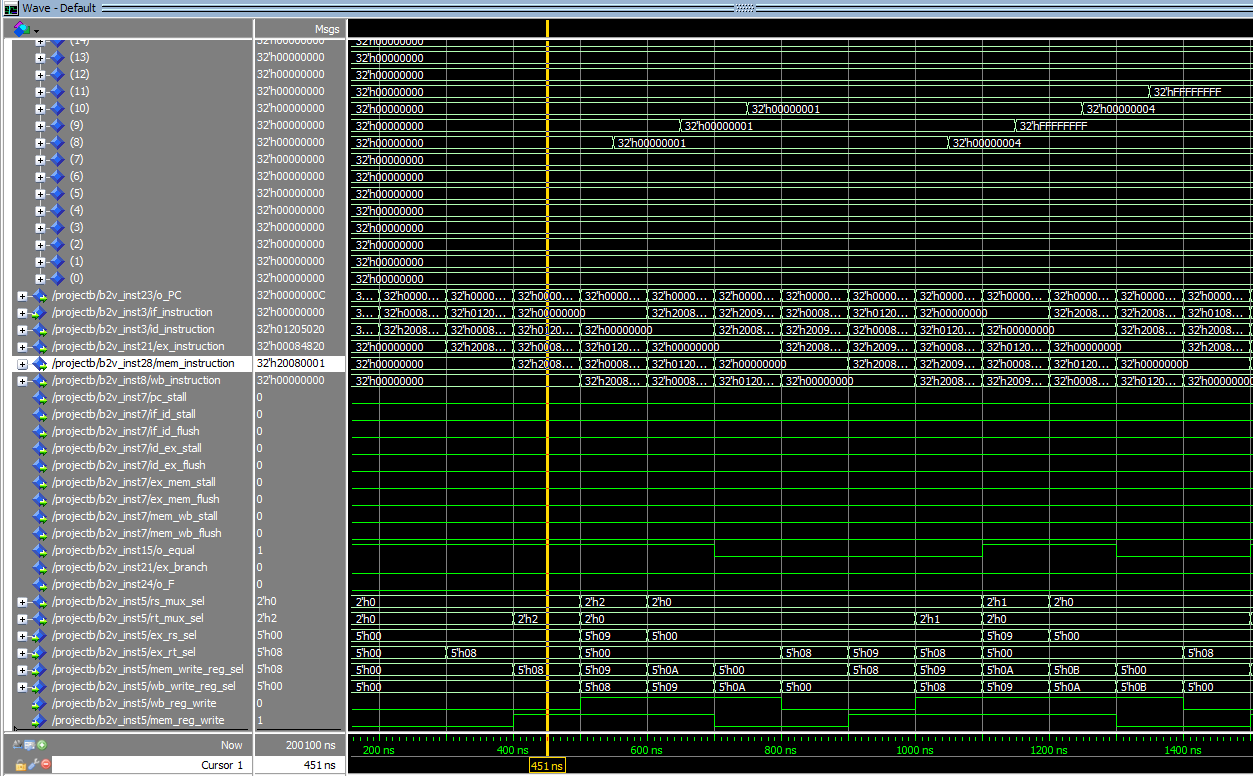 Wave - Default
Msgs
(14) 32'h00000000 32'h00000000
(13) 32'h00000000 32'h00000000
(12) 32'h00000000 32'h00000000
(11) 32'h00000000 32'h00000000 32'hFFFFFFFF
(10) 32'h00000000 32'h00000000 32'h00000001 32'h00000004
(9) 32'h00000000 32'h00000000 32'h00000001 32'hFFFFFFFF
(8) 32'h00000000 32'h00000000 32'h00000001 32'h00000004
(7) 32'h00000000 32'h00000000
(6) 32'h00000000 32'h00000000
(5) 32'h00000000 32'h00000000
(4) 32'h00000000 32'h00000000
(3) 32'h00000000 32'h00000000
(2) 32'h00000000 32'h00000000
(1) 32'h00000000 32'h00000000
(0) 32'h00000000 32'h00000000
/projectb/b2v_inst23/o_PC 32'h0000000C 3... 32'h0000... 32'h0000... 32'h0000... 32'h0000... 32'h0000... 32'h0000... 32'h0000... 32'h0000... 32'h0000... 32'h0000... 32'h0000... 32'h0000...
/projectb/b2v_inst3/if_instruction 32'h00000000 3... 32'h0008... 32'h0120... 32'h00000000 32'h2008... 32'h2009... 32'h0008... 32'h0120... 32'h00000000 32'h2008... 32'h2008... 32'h0108...
/projectb/b2v_inst3/id_instruction 32'h01205020 3... 32'h2008... 32'h0008... 32'h0120... 32'h00000000 32'h2008... 32'h2009... 32'h0008... 32'h0120... 32'h00000000 32'h2008... 32'h2008...
/projectb/b2v_inst21/ex_instruction 32'h00084820 32'h00000000 32'h2008... 32'h0008... 32'h0120... 32'h00000000 32'h2008... 32'h2009... 32'h0008... 32'h0120... 32'h00000000 32'h2008...
/projectb/b2v_inst28/mem_instruction 32'h20080001 32'h00000000 32'h2008... 32'h0008... 32'h0120... 32'h00000000 32'h2008... 32'h2009... 32'h0008... 32'h0120... 32'h00000000
/projectb/b2v_inst8/wb_instruction 32'h00000000 32'h00000000 32'h2008... 32'h0008... 32'h0120... 32'h00000000 32'h2008... 32'h2009... 32'h0008... 32'h0120... 32'h00000000
/projectb/b2v_inst7/pc_stall 0
/projectb/b2v_inst7/if_id_stall 0
/projectb/b2v_inst7/if_id_flush 0
/projectb/b2v_inst7/id_ex_stall 0
/projectb/b2v_inst7/id_ex_flush 0
/projectb/b2v_inst7/ex_mem_stall 0
/projectb/b2v_inst7/ex_mem_flush 0
/projectb/b2v_inst7/mem_wb_stall 0
/projectb/b2v_inst7/mem_wb_flush 0
/projectb/b2v_inst15/o_equal 1
/projectb/b2v_inst21/ex_branch 0
/projectb/b2v_inst24/o_F 0
/projectb/b2v_inst5/rs_mux_sel 2'h0 2'h0 2'h2 2'h0 2'h1 2'h0
/projectb/b2v_inst5/rt_mux_sel 2'h2 2'h0 2'h2 2'h0 2'h1 2'h0
/projectb/b2v_inst5/ex_rs_sel 5'h00 5'h00 5'h09 5'h00 5'h09 5'h00
/projectb/b2v_inst5/ex_rt_sel 5'h08 5'h00 5'h08 5'h00 5'h08 5'h09 5'h08 5'h00 5'h08
/projectb/b2v_inst5/mem_write_reg_sel 5'h08 5'h00 5'h08 5'h09 5'h0A 5'h00 5'h08 5'h09 5'h0A 5'h0B 5'h00
/projectb/b2v_inst5/wb_write_reg_sel 5'h00 5'h00 5'h08 5'h09 5'h0A 5'h00 5'h08 5'h09 5'h0A 5'h0B 5'h00
/projectb/b2v_inst5/wb_reg_write 0
/projectb/b2v_inst5/mem_reg_write 1
Now 200100 ns 200 ns 400 ns 600 ns 800 ns 1000 ns 1200 ns 1400 ns
Cursor 1 451 ns 451 ns